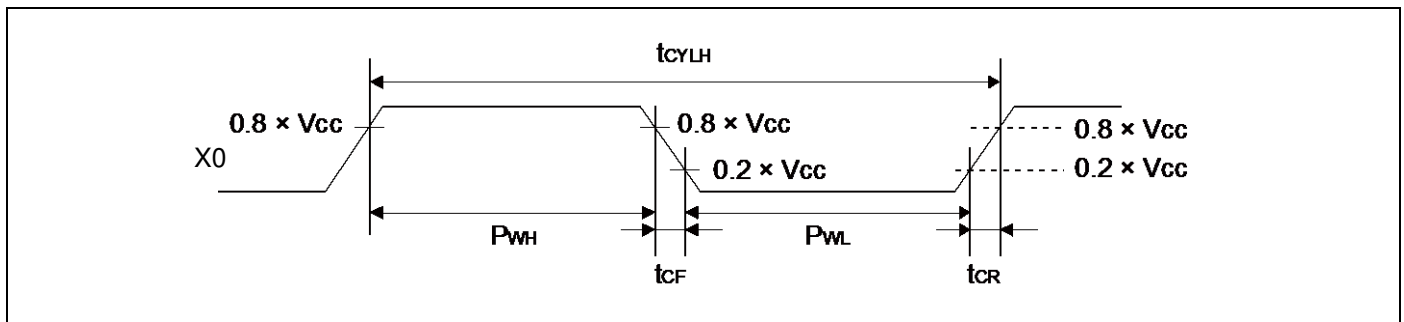 tCYLH
0.8 × Vcc
0.8 × Vcc
0.8 × Vcc
X0
0.2 × Vcc
0.2 × Vcc
PWH
PWL
tCF
tCR